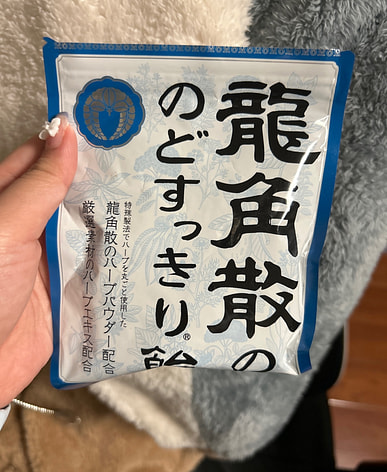 龍角散の
のどすっきり®飴
特殊製法でハーブを丸ごと使用した
龍角散のハーブパウダー配合
厳選素材のハーブエキス配合